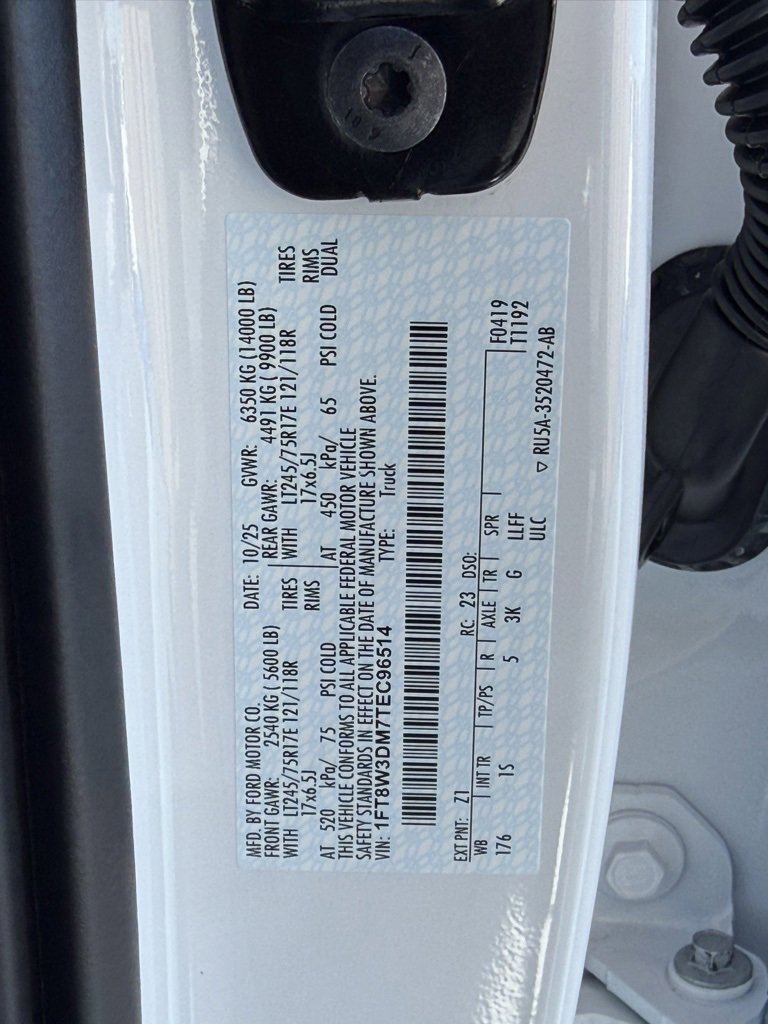 MFD. BY FORD MOTOR CO.
DATE: 10/25 GVWR: 6350 KG (14000 LB)
FRONT GAWR: 2540 KG ( 5600 LB)
REAR GAWR: 4491 KG ( 9900 LB)
WITH LT245/75R17E 121/118R TIRES
WITH LT245/75R17E 121/118R TIRES
17x6.5J RIMS
17x6.5J RIMS
AT 520 kPa/ 75 PSI COLD
AT 450 kPa/ 65 PSI COLD DUAL
THIS VEHICLE CONFORMS TO ALL APPLICABLE FEDERAL MOTOR VEHICLE
SAFETY STANDARDS IN EFFECT ON THE DATE OF MANUFACTURE SHOWN ABOVE.
VIN: 1FT8W3DM7TEC96514 TYPE: Truck
EXT PNT: Z1 RC: 23 DSO:
WB INT TR TP/PS R AXLE TR SPR F0419
176 1S 5 3K G LLFF T1192
ULC
▽ RU5A-3520472-AB